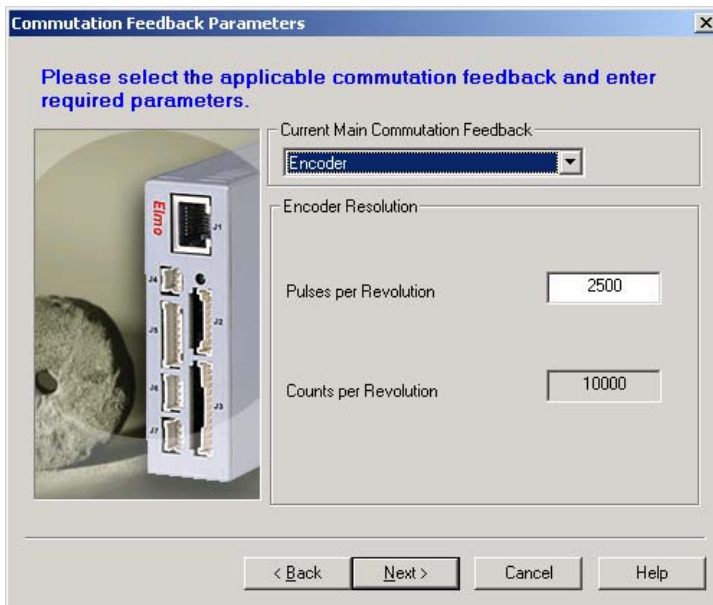 Commutation Feedback Parameters
Please select the applicable commutation feedback and enter
required parameters.
Current Main Commutation Feedback
Encoder
Encoder Resolution
Pulses per Revolution 2500
Counts per Revolution 10000
Elmo
J1
J4
J2
J5
J6
J3
J7
< Back Next > Cancel Help